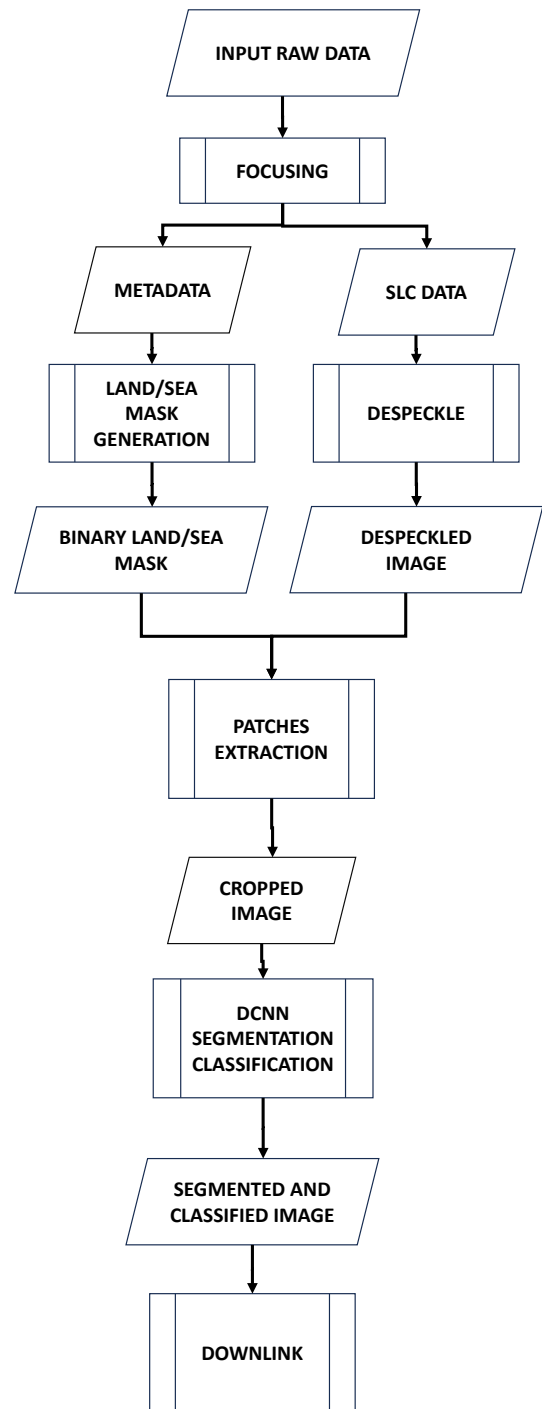 INPUT RAW DATA
FOCUSING
METADATA
SLC DATA
LAND/SEA
MASK
GENERATION
DESPECKLE
BINARY LAND/SEA
MASK
DESPECKLED
IMAGE
PATCHES
EXTRACTION
CROPPED
IMAGE
DCNN
SEGMENTATION
CLASSIFICATION
SEGMENTED AND
CLASSIFIED IMAGE
DOWNLINK